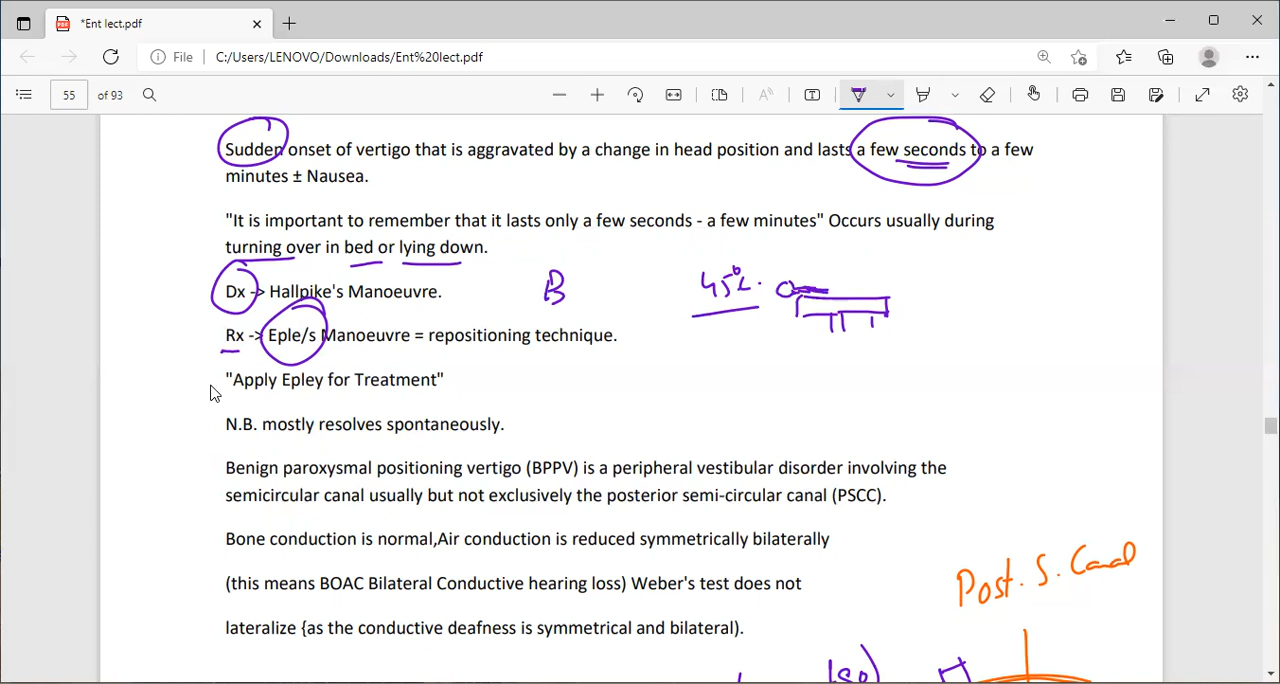 *Ent lect.pdf
File C:/Users/LENOVO/Downloads/Ent%20lect.pdf
55 of 93
Sudden onset of vertigo that is aggravated by a change in head position and lasts a few seconds to a few
minutes ± Nausea.
"It is important to remember that it lasts only a few seconds - a few minutes" Occurs usually during
turning over in bed or lying down.
Dx -> Hallpike's Manoeuvre. B 45°
Rx -> Eple/s Manoeuvre = repositioning technique.
"Apply Epley for Treatment"
N.B. mostly resolves spontaneously.
Benign paroxysmal positioning vertigo (BPPV) is a peripheral vestibular disorder involving the
semicircular canal usually but not exclusively the posterior semi-circular canal (PSCC).
Bone conduction is normal,Air conduction is reduced symmetrically bilaterally
Post. S. Canal
(this means BOAC Bilateral Conductive hearing loss) Weber's test does not
lateralize {as the conductive deafness is symmetrical and bilateral).